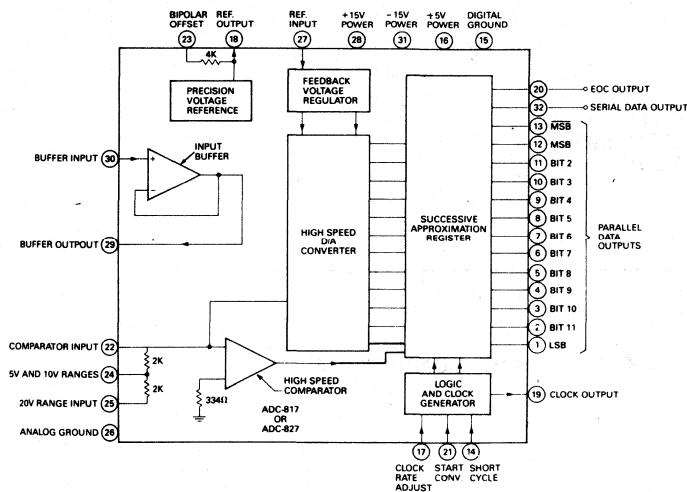 BIPOLAR OFFSET
23
REF. OUTPUT
18
REF. INPUT
27
+15V POWER
28
-15V POWER
31
+5V POWER
16
DIGITAL GROUND
15
4K
PRECISION VOLTAGE REFERENCE
FEEDBACK VOLTAGE REGULATOR
20 EOC OUTPUT
32 SERIAL DATA OUTPUT
13 M̅S̅B̅
12 MSB
11 BIT 2
10 BIT 3
9 BIT 4
8 BIT 5
7 BIT 6
6 BIT 7
5 BIT 8
4 BIT 9
3 BIT 10
2 BIT 11
1 LSB
PARALLEL DATA OUTPUTS
BUFFER INPUT 30
+
-
INPUT BUFFER
BUFFER OUTPOUT 29
HIGH SPEED D/A CONVERTER
SUCCESSIVE APPROXIMATION REGISTER
COMPARATOR INPUT 22
2K
5V AND 10V RANGES 24
2K
20V RANGE INPUT 25
ANALOG GROUND 26
334Ω
HIGH SPEED COMPARATOR
ADC-817 OR ADC-827
LOGIC AND CLOCK GENERATOR
19 CLOCK OUTPUT
17
CLOCK RATE ADJUST
21
START CONV.
14
SHORT CYCLE